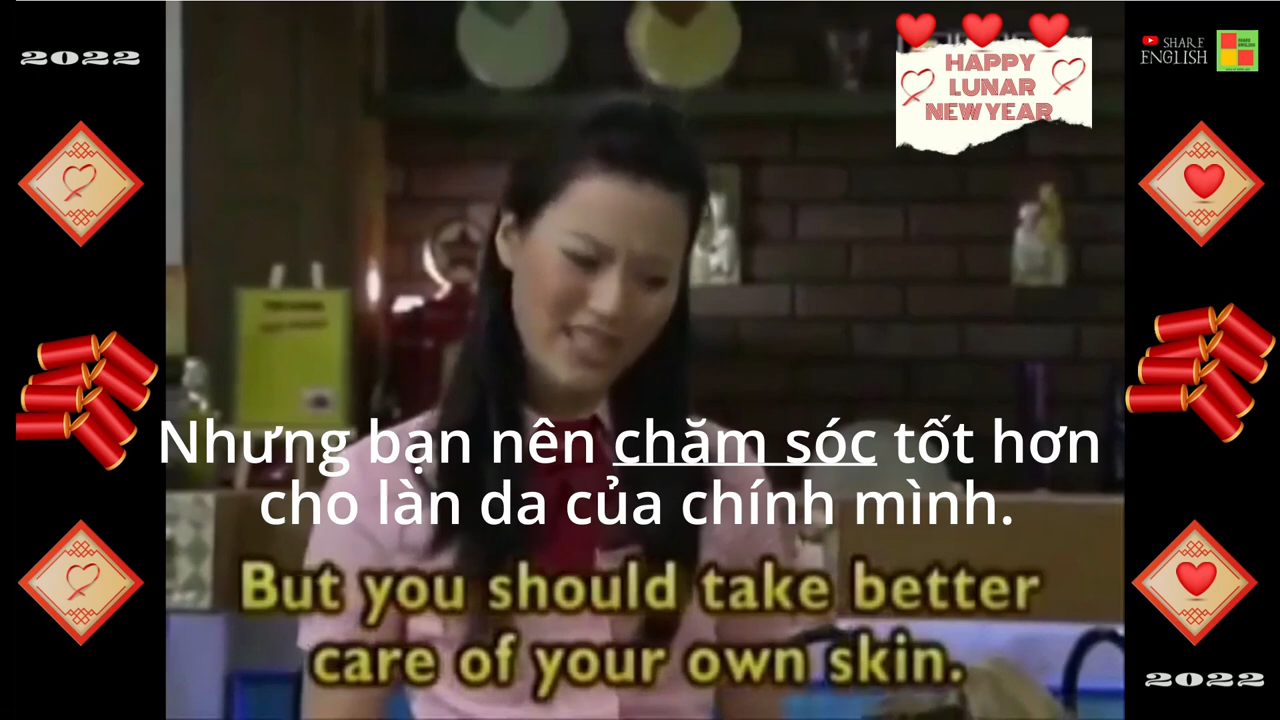 2022
HAPPY
LUNAR
NEW YEAR
SHARE
ENGLISH
Nhưng bạn nên chăm sóc tốt hơn
cho làn da của chính mình.
But you should take better
care of your own skin.
2022